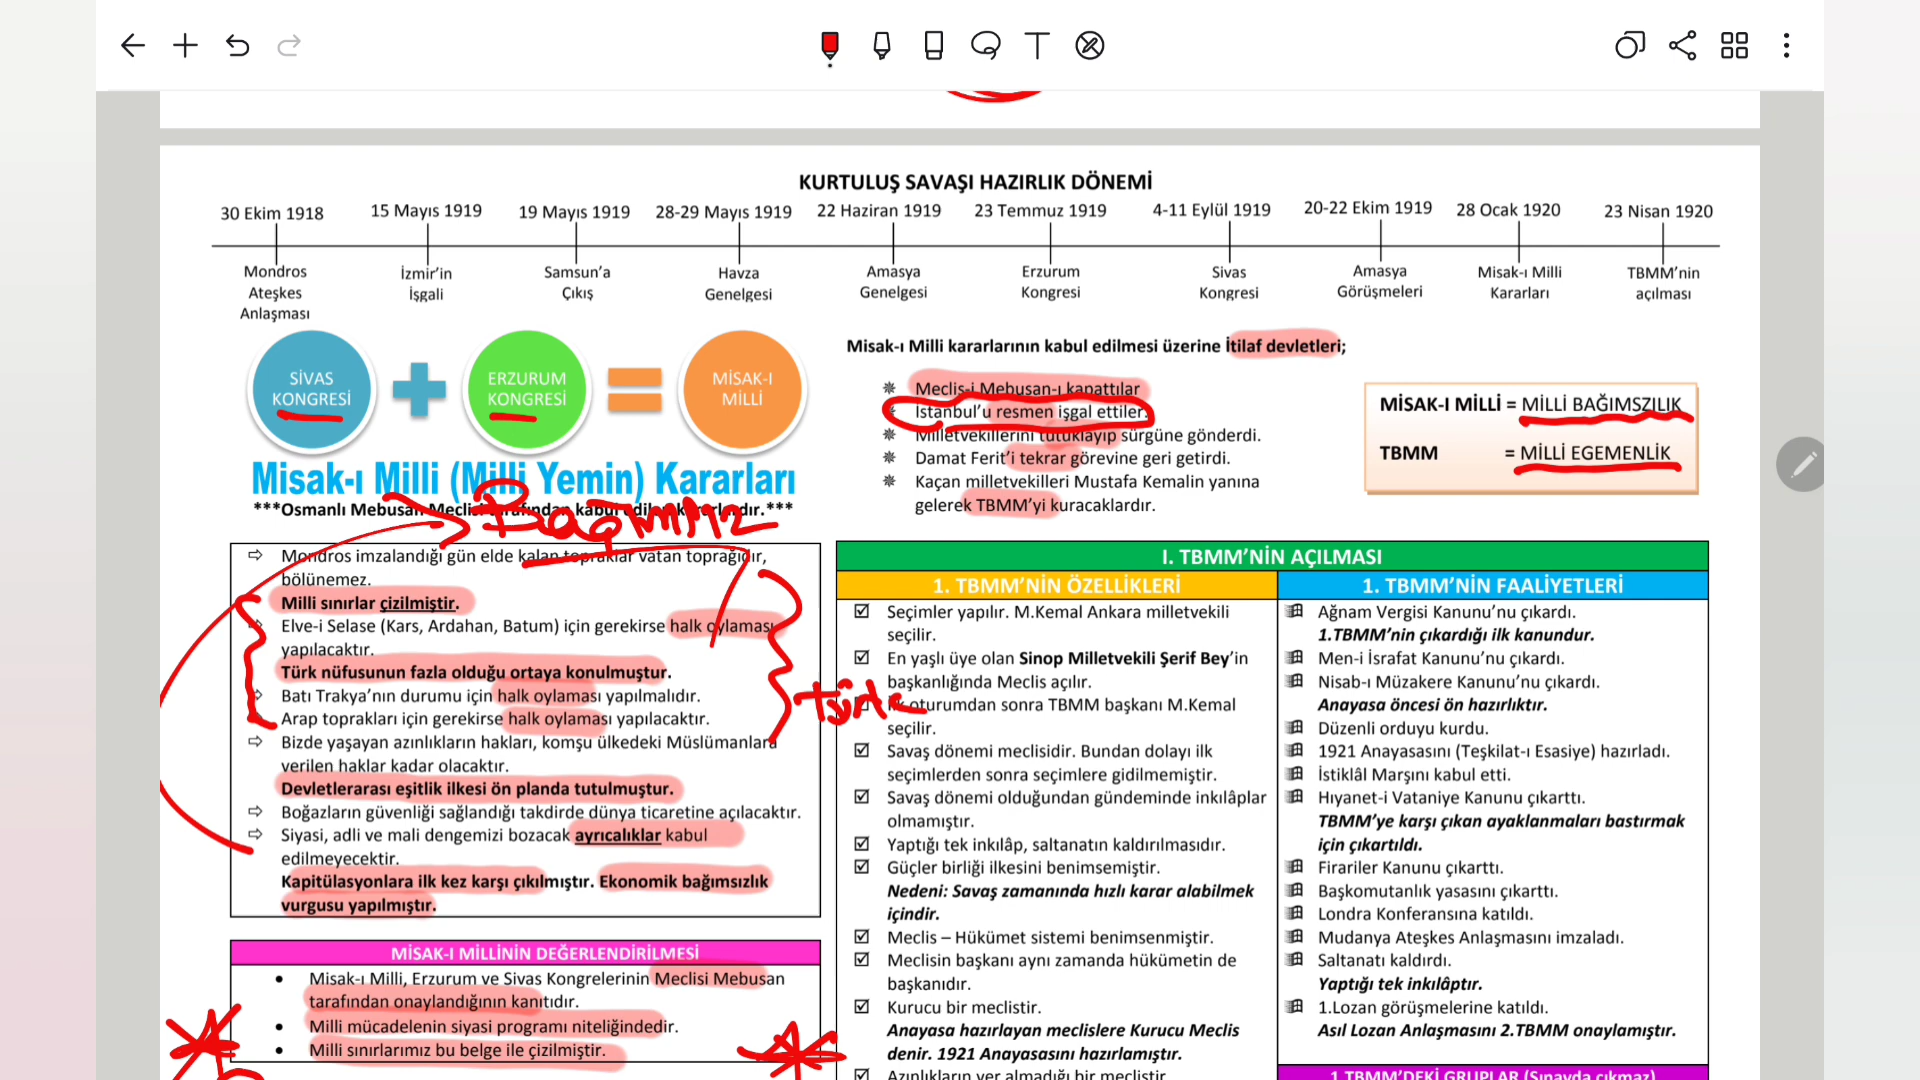 KURTULUŞ SAVAŞI HAZIRLIK DÖNEMİ
30 Ekim 1918
15 Mayıs 1919
19 Mayıs 1919
28-29 Mayıs 1919
22 Haziran 1919
23 Temmuz 1919
4-11 Eylül 1919
20-22 Ekim 1919
28 Ocak 1920
23 Nisan 1920
Mondros
Ateşkes
Anlaşması
İzmir'in
İşgali
Samsun'a
Çıkış
Havza
Genelgesi
Amasya
Genelgesi
Erzurum
Kongresi
Sivas
Kongresi
Amasya
Görüşmeleri
Misak-ı Milli
Kararları
TBMM'nin
açılması
SİVAS
KONGRESİ
ERZURUM
KONGRESİ
MİSAK-I
MİLLİ
Misak-ı Milli (Milli Yemin) Kararları
***Osmanlı Mebusan Meclisi tarafından kabul edilen kararlardır.***
Bağımsız
Mondros imzalandığı gün elde kalan topraklar vatan toprağıdır,
bölünemez.
Milli sınırlar çizilmiştir.
Elve-i Selase (Kars, Ardahan, Batum) için gerekirse halk oylaması
yapılacaktır.
Türk nüfusunun fazla olduğu ortaya konulmuştur.
Batı Trakya'nın durumu için halk oylaması yapılmalıdır.
Arap toprakları için gerekirse halk oylaması yapılacaktır.
Bizde yaşayan azınlıkların hakları, komşu ülkedeki Müslümanlara
verilen haklar kadar olacaktır.
Devletlerarası eşitlik ilkesi ön planda tutulmuştur.
Boğazların güvenliği sağlandığı takdirde dünya ticaretine açılacaktır.
Siyasi, adli ve mali dengemizi bozacak ayrıcalıklar kabul
edilmeyecektir.
Kapitülasyonlara ilk kez karşı çıkılmıştır. Ekonomik bağımsızlık
vurgusu yapılmıştır.
türk
MİSAK-I MİLLİNİN DEĞERLENDİRİLMESİ
Misak-ı Milli, Erzurum ve Sivas Kongrelerinin Meclisi Mebusan
tarafından onaylandığının kanıtıdır.
Milli mücadelenin siyasi programı niteliğindedir.
Milli sınırlarımız bu belge ile çizilmiştir.
Misak-ı Milli kararlarının kabul edilmesi üzerine İtilaf devletleri;
Meclis-i Mebusan-ı kapattılar
İstanbul'u resmen işgal ettiler.
Milletvekillerini tutuklayıp sürgüne gönderdi.
Damat Ferit'i tekrar görevine geri getirdi.
Kaçan milletvekilleri Mustafa Kemalin yanına
gelerek TBMM'yi kuracaklardır.
MİSAK-I MİLLİ = MİLLİ BAĞIMSZILIK
TBMM = MİLLİ EGEMENLİK
I. TBMM'NİN AÇILMASI
1. TBMM'NİN ÖZELLİKLERİ
Seçimler yapılır. M.Kemal Ankara milletvekili
seçilir.
En yaşlı üye olan Sinop Milletvekili Şerif Bey'in
başkanlığında Meclis açılır.
İlk oturumdan sonra TBMM başkanı M.Kemal
seçilir.
Savaş dönemi meclisidir. Bundan dolayı ilk
seçimlerden sonra seçimlere gidilmemiştir.
Savaş dönemi olduğundan gündeminde inkılâplar
olmamıştır.
Yaptığı tek inkılâp, saltanatın kaldırılmasıdır.
Güçler birliği ilkesini benimsemiştir.
Nedeni: Savaş zamanında hızlı karar alabilmek
içindir.
Meclis – Hükümet sistemi benimsenmiştir.
Meclisin başkanı aynı zamanda hükümetin de
başkanıdır.
Kurucu bir meclistir.
Anayasa hazırlayan meclislere Kurucu Meclis
denir. 1921 Anayasasını hazırlamıştır.
Azınlıkların yer almadığı bir meclistir.
1. TBMM'NİN FAALİYETLERİ
Ağnam Vergisi Kanunu'nu çıkardı.
1.TBMM'nin çıkardığı ilk kanundur.
Men-i İsrafat Kanunu'nu çıkardı.
Nisab-ı Müzakere Kanunu'nu çıkardı.
Anayasa öncesi ön hazırlıktır.
Düzenli orduyu kurdu.
1921 Anayasasını (Teşkilat-ı Esasiye) hazırladı.
İstiklâl Marşını kabul etti.
Hıyanet-i Vataniye Kanunu çıkarttı.
TBMM'ye karşı çıkan ayaklanmaları bastırmak
için çıkartıldı.
Firariler Kanunu çıkarttı.
Başkomutanlık yasasını çıkarttı.
Londra Konferansına katıldı.
Mudanya Ateşkes Anlaşmasını imzaladı.
Saltanatı kaldırdı.
Yaptığı tek inkılâptır.
1.Lozan görüşmelerine katıldı.
Asıl Lozan Anlaşmasını 2.TBMM onaylamıştır.
1.TBMM'DEKİ GRUPLAR (Sınavda çıkmaz)